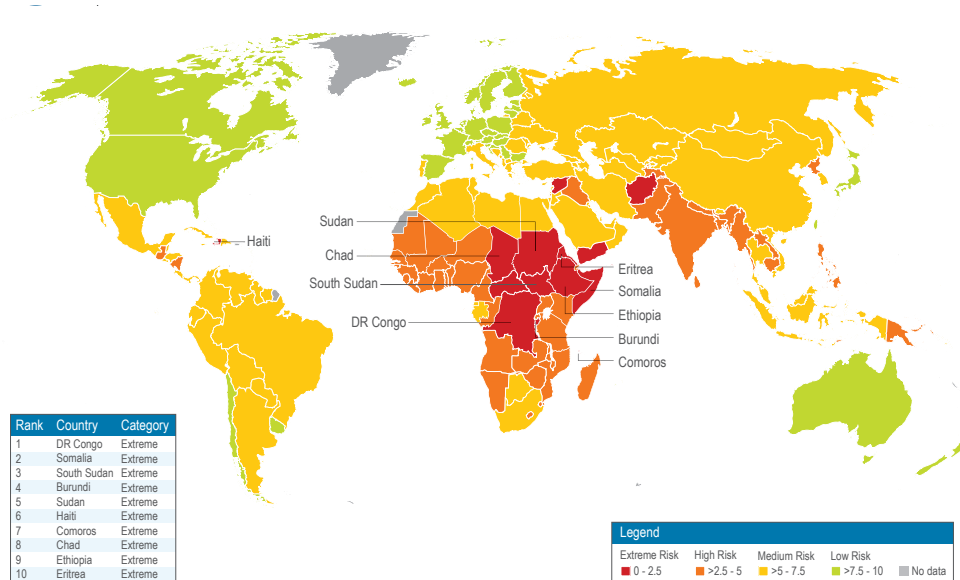 Sudan
Haiti
Chad
Eritrea
South Sudan
Somalia
Ethiopia
DR Congo
Burundi
Comoros
Rank Country Category
1 DR Congo Extreme
2 Somalia Extreme
3 South Sudan Extreme
4 Burundi Extreme
5 Sudan Extreme
6 Haiti Extreme
7 Comoros Extreme
8 Chad Extreme
9 Ethiopia Extreme
10 Eritrea Extreme
Legend
Extreme Risk High Risk Medium Risk Low Risk
0 - 2.5 >2.5 - 5 >5 - 7.5 >7.5 - 10 No data